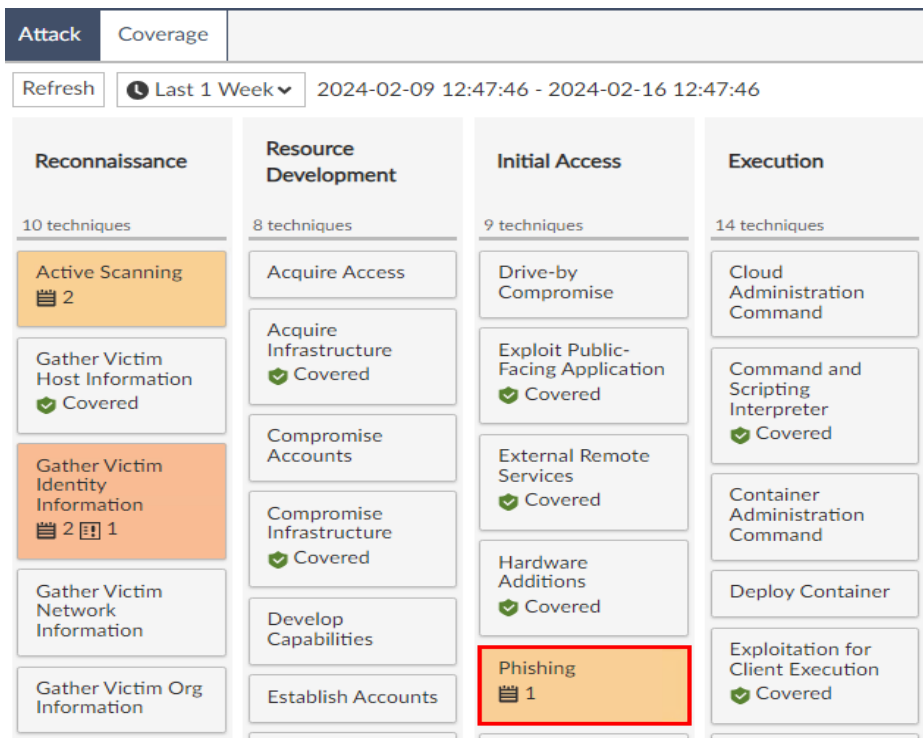 Attack
Coverage
Refresh
Last 1 Week
2024-02-09 12:47:46 - 2024-02-16 12:47:46
Reconnaissance
10 techniques
Active Scanning
2
Gather Victim
Host Information
Covered
Gather Victim
Identity
Information
2 1
Gather Victim
Network
Information
Gather Victim Org
Information
Resource
Development
8 techniques
Acquire Access
Acquire
Infrastructure
Covered
Compromise
Accounts
Compromise
Infrastructure
Covered
Develop
Capabilities
Establish Accounts
Initial Access
9 techniques
Drive-by
Compromise
Exploit Public-
Facing Application
Covered
External Remote
Services
Covered
Hardware
Additions
Covered
Phishing
1
Execution
14 techniques
Cloud
Administration
Command
Command and
Scripting
Interpreter
Covered
Container
Administration
Command
Deploy Container
Exploitation for
Client Execution
Covered